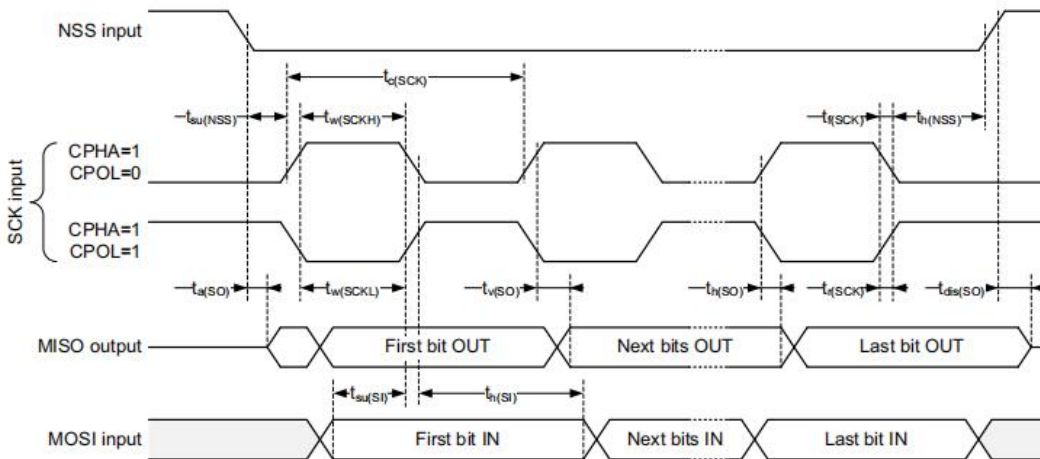 NSS input
tc(SCK)
tsu(NSS)
tw(SCKH)
tf(SCK)
th(NSS)
SCK input
CPHA=1
CPOL=0
CPHA=1
CPOL=1
ta(SO)
tw(SCKL)
tv(SO)
th(SO)
tr(SCK)
tdis(SO)
MISO output
First bit OUT
Next bits OUT
Last bit OUT
tsu(SI)
th(SI)
MOSI input
First bit IN
Next bits IN
Last bit IN